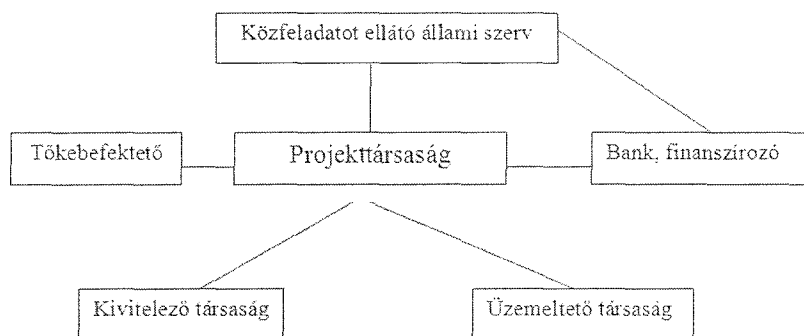 Közfeladatot ellátó állami szerv
Tőkebefektető
Projekttársaság
Bank, finanszírozó
Kivitelező társaság
Üzemeltető társaság